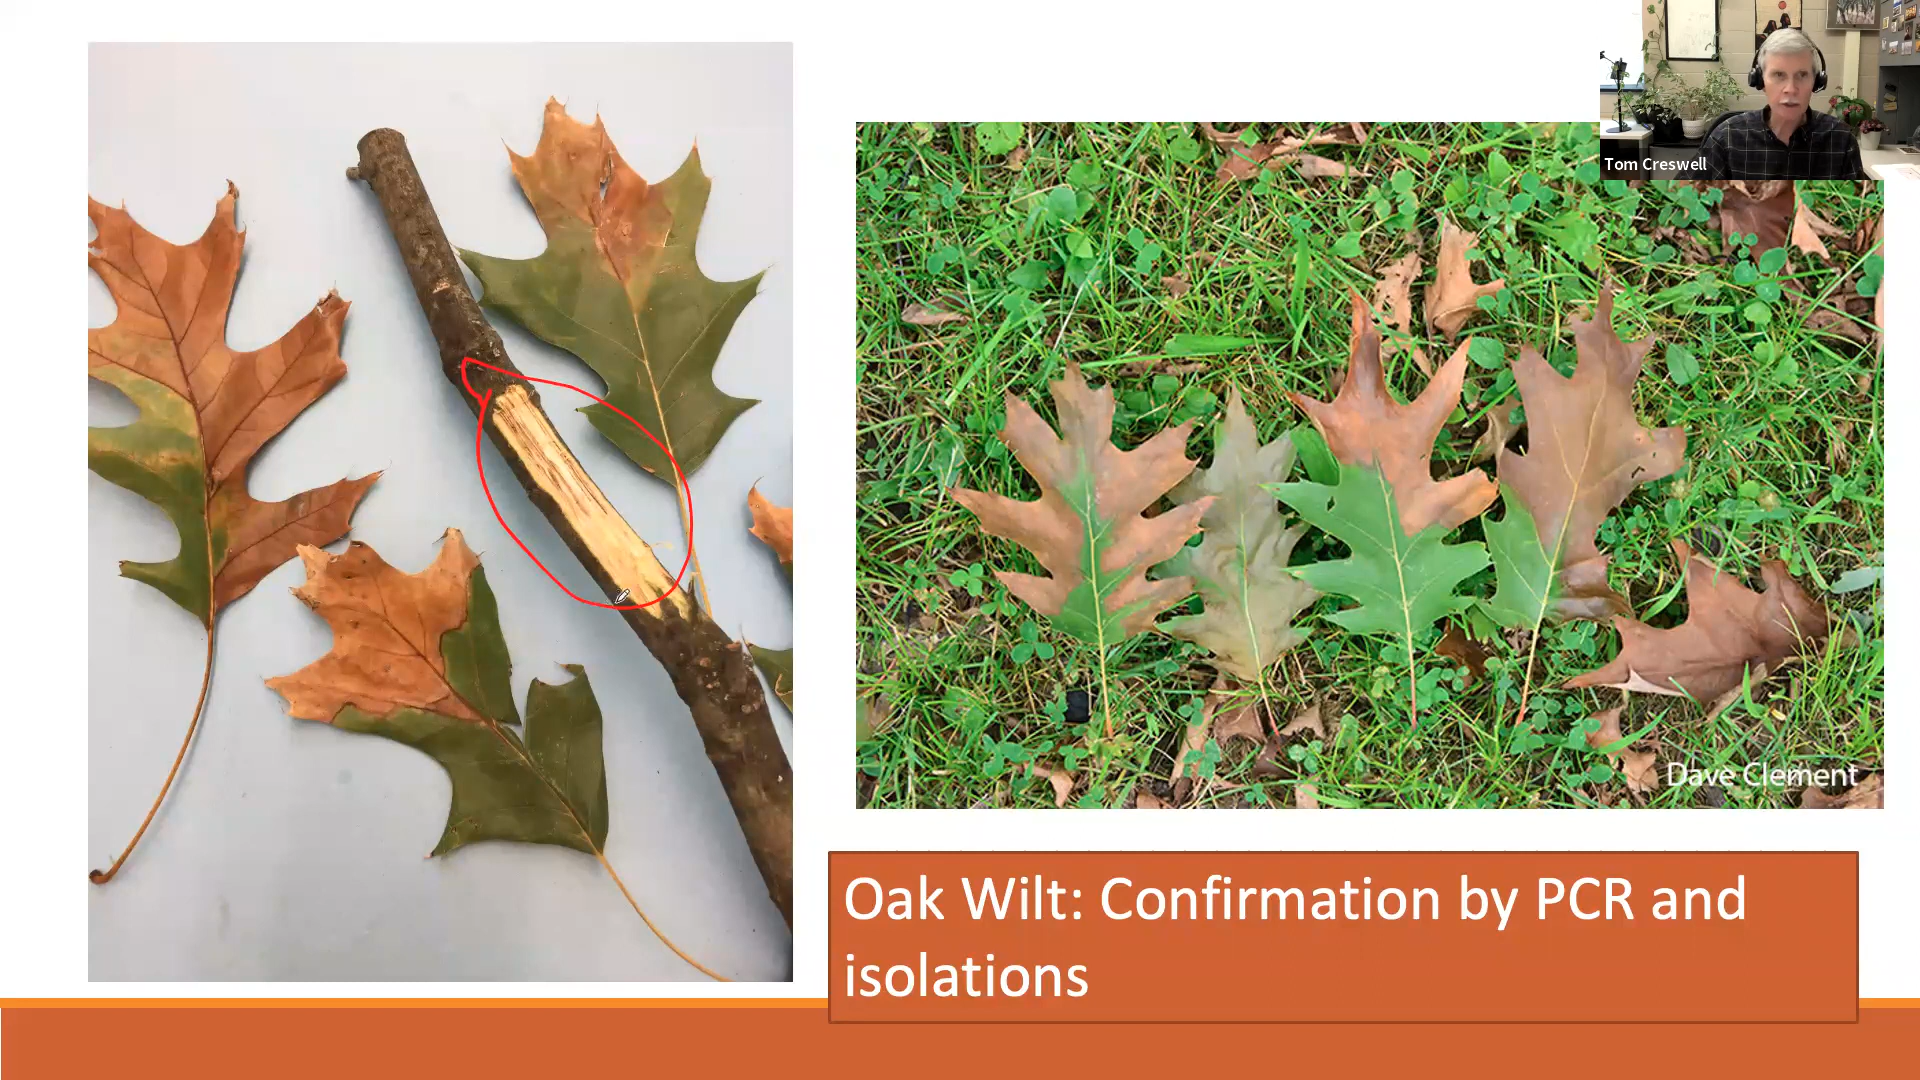 Tom Creswell
Dave Clement
Oak Wilt: Confirmation by PCR and
isolations